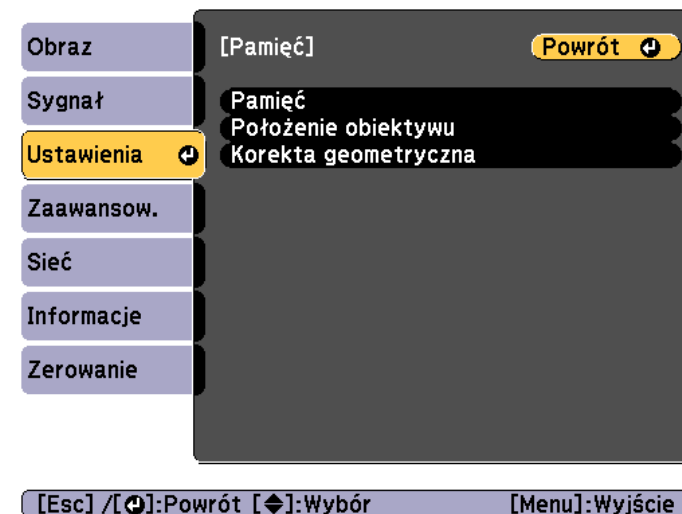 Obraz
Sygnał
Ustawienia
Zaawansow.
Sieć
Informacje
Zerowanie
[Pamięć] Powrót
Pamięć
Położenie obiektywu
Korekta geometryczna
[Esc] /[⏎]:Powrót [◆]:Wybór [Menu]:Wyjście